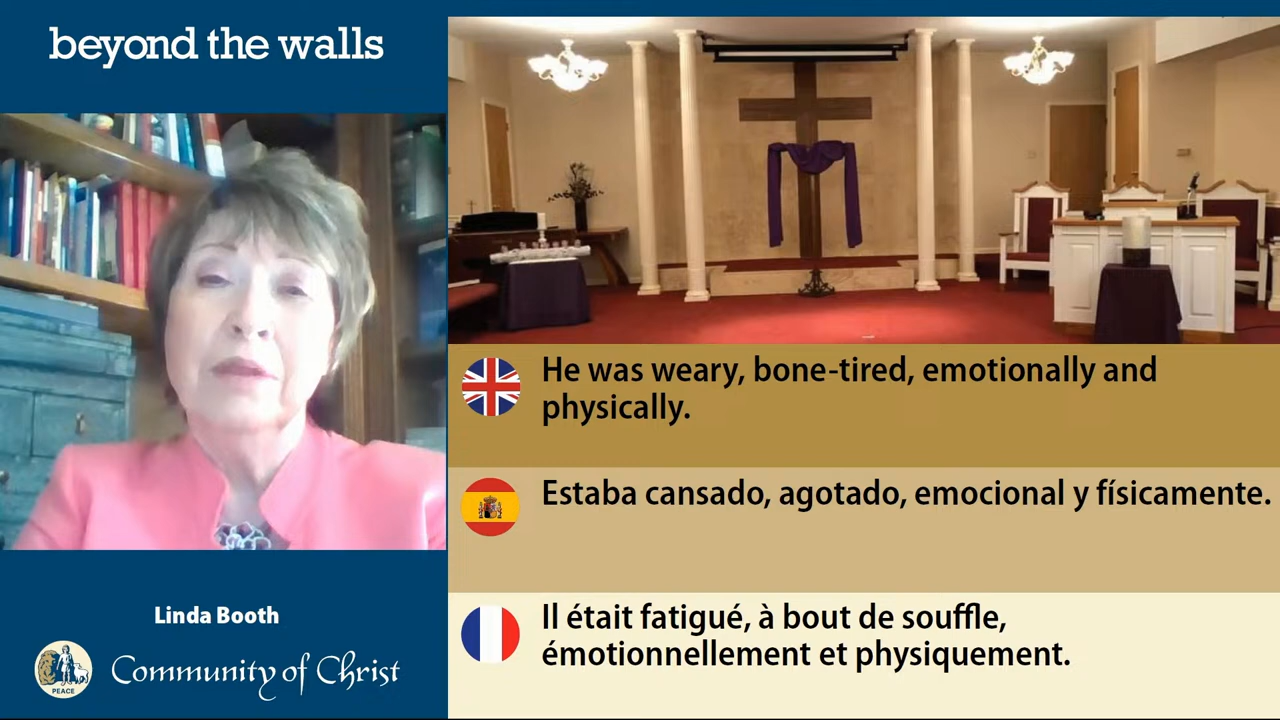 beyond the walls
He was weary, bone-tired, emotionally and
physically.
Estaba cansado, agotado, emocional y físicamente.
Il était fatigué, à bout de souffle,
émotionnellement et physiquement.
Linda Booth
PEACE
Community of Christ